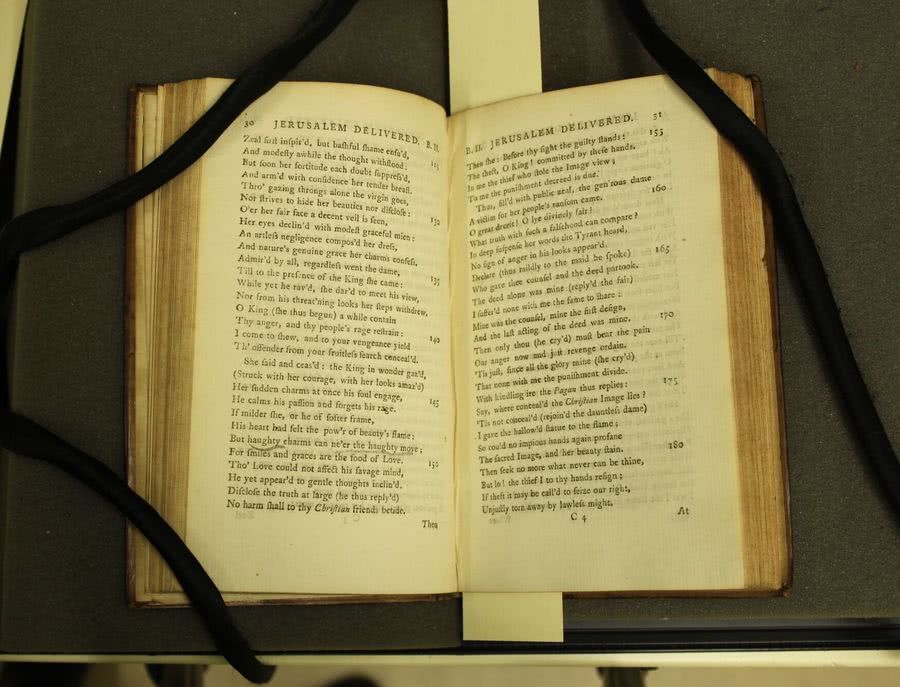 30 JERUSALEM DELIVERED. B. II.
Zeal first inspir'd, but bashful shame ensu'd,
And modesty awhile the thought withstood: 125
But soon her fortitude each doubt suppress'd,
And arm'd with confidence her tender breast.
Thro' gazing throngs alone the virgin goes,
Nor strives to hide her beauties nor disclose:
O'er her fair face a decent veil is seen, 130
Her eyes declin'd with modest graceful mien:
An artless negligence compos'd her dress,
And nature's genuine grace her charms confess.
Admir'd by all, regardless went the dame,
Till to the presence of the King she came: 135
While yet he rav'd, she dar'd to meet his view,
Nor from his threat'ning looks her steps withdrew.
O King (she thus begun) a while contain
Thy anger, and thy people's rage restrain:
I come to shew, and to your vengeance yield 140
Th' offender from your fruitless search conceal'd.
She said and ceas'd: the King in wonder gaz'd,
(Struck with her courage, with her looks amaz'd)
Her sudden charms at once his soul engage,
He calms his passion and forgets his rage. 145
If milder she, or he of softer frame,
His heart had felt the pow'r of beauty's flame:
But haughty charms can ne'er the haughty move;
For smiles and graces are the food of Love. 150
Tho' Love could not affect his savage mind,
He yet appear'd to gentle thoughts inclin'd.
Disclose the truth at large (he thus reply'd)
No harm shall to thy Christian friends betide.
Then
B. II. JERUSALEM DELIVERED. 31
Then she: Before thy sight the guilty stands: 155
The theft, O King! committed by these hands.
In me the thief who stole the Image view;
To me the punishment decreed is due.
Thus, fill'd with public zeal, the gen'rous dame
A victim for her people's ransom came. 160
O great deceit! O lye divinely fair!
What truth with such a falsehood can compare?
In deep suspense her words the Tyrant heard,
No sign of anger in his looks appear'd.
Declare (thus mildly to the maid he spoke) 165
Who gave thee counsel and the deed partook.
The deed alone was mine (reply'd the fair)
I suffer'd none with me the fame to share:
Mine was the counsel, mine the first design,
And the last acting of the deed was mine. 170
Then only thou (he cry'd) must bear the pain
Our anger now and just revenge ordain.
'Tis just, since all the glory mine (she cry'd)
That none with me the punishment divide.
With kindling ire the Pagan thus replies: 175
Say, where conceal'd the Christian Image lies?
'Tis not conceal'd (rejoin'd the dauntless dame)
I gave the hallow'd statue to the flame;
So could no impious hands again profane
The sacred Image, and her beauty stain. 180
Then seek no more what never can be thine,
But lo! the thief I to thy hands resign;
If theft it may be call'd to seize our right,
Unjustly torn away by lawless might.
C 4 At